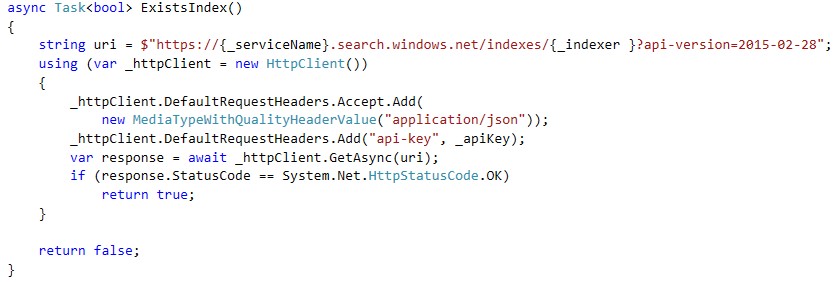 async Task<bool> ExistsIndex()
{
    string uri = $"https://{_serviceName}.search.windows.net/indexes/{_indexer }?api-version=2015-02-28";
    using (var _httpClient = new HttpClient())
    {
        _httpClient.DefaultRequestHeaders.Accept.Add(
            new MediaTypeWithQualityHeaderValue("application/json"));
        _httpClient.DefaultRequestHeaders.Add("api-key", _apiKey);
        var response = await _httpClient.GetAsync(uri);
        if (response.StatusCode == System.Net.HttpStatusCode.OK)
            return true;
    }

    return false;
}